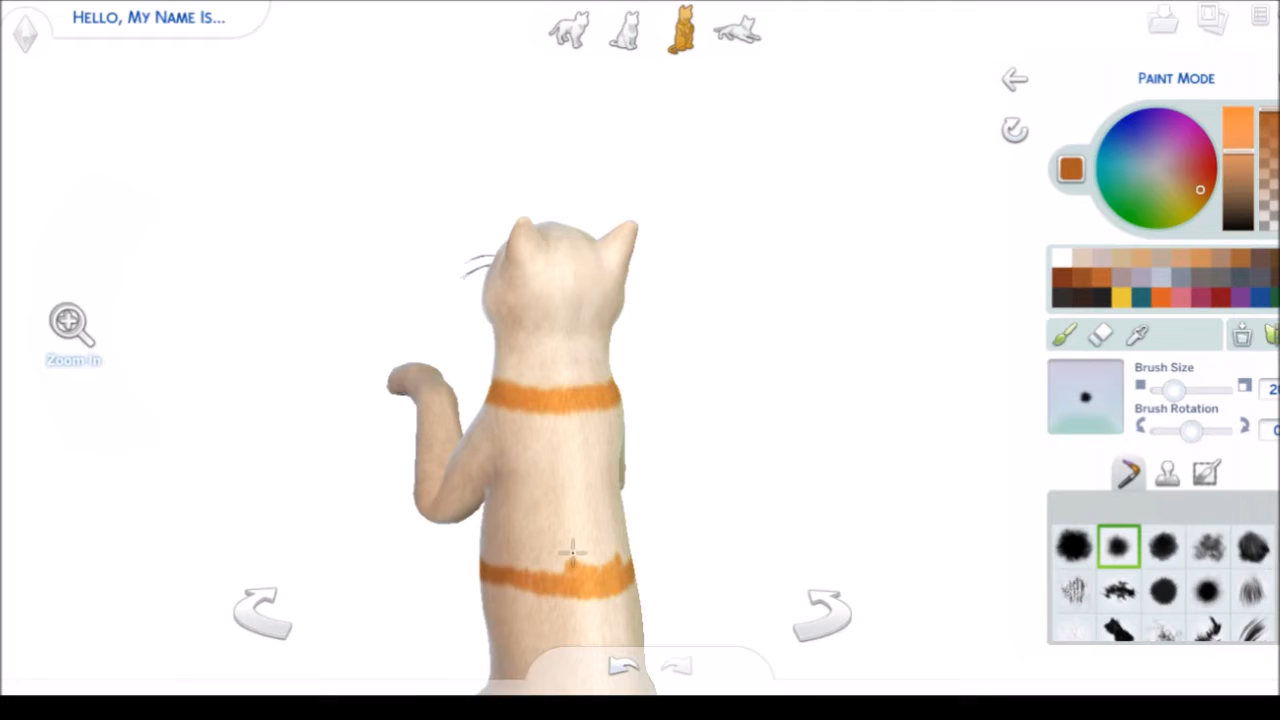 Hello, My Name Is...
Paint Mode
Zoom In
Brush Size
Brush Rotation